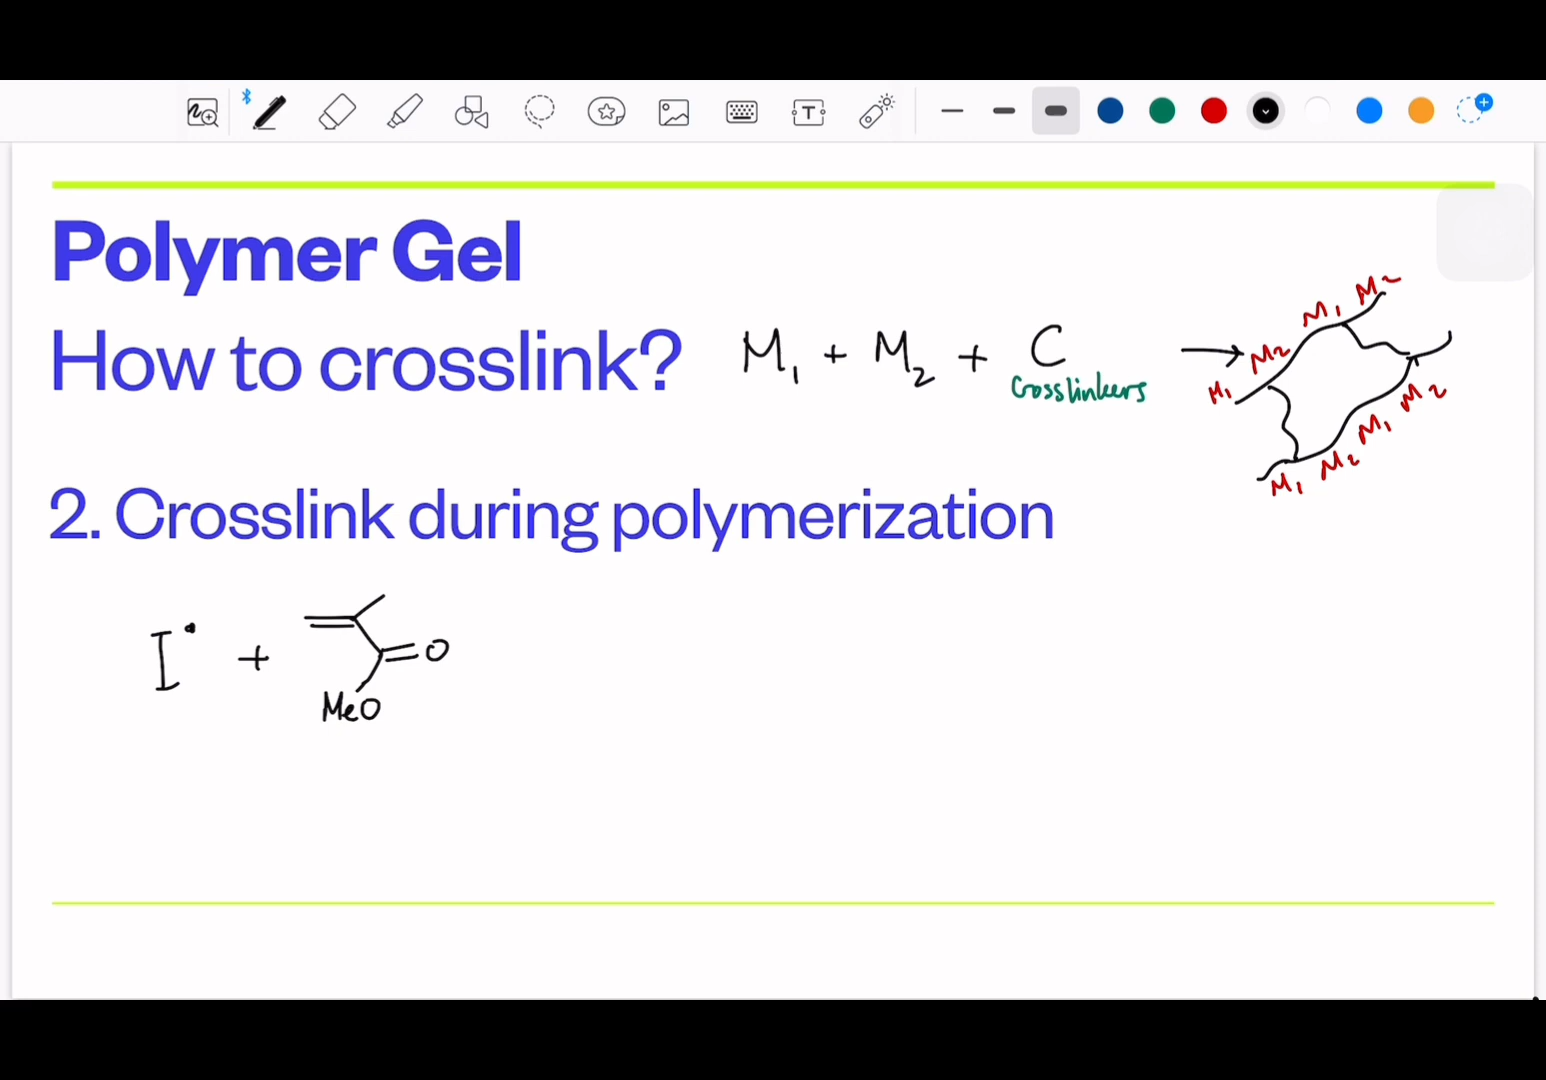 Polymer Gel
How to crosslink? M₁ + M₂ + C →
crosslinkers
M₁ M₂ M₁ M₂
M₁ M₂ M₁ M₂
2. Crosslink during polymerization
I• + =O
MeO